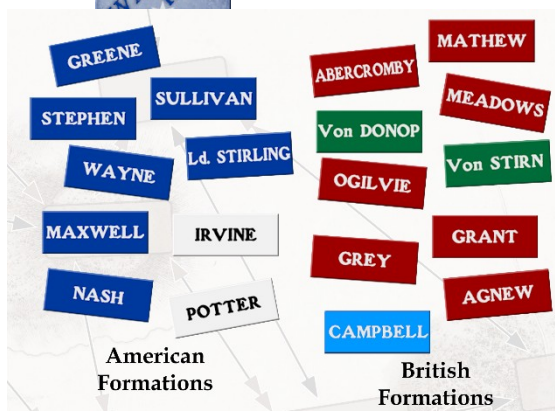 GREENE
SULLIVAN
STEPHEN
Ld. STIRLING
WAYNE
MAXWELL
IRVINE
NASH
POTTER
American
Formations
MATHEW
ABERCROMBY
MEADOWS
Von DONOP
Von STIRN
OGILVIE
GRANT
GREY
AGNEW
CAMPBELL
British
Formations